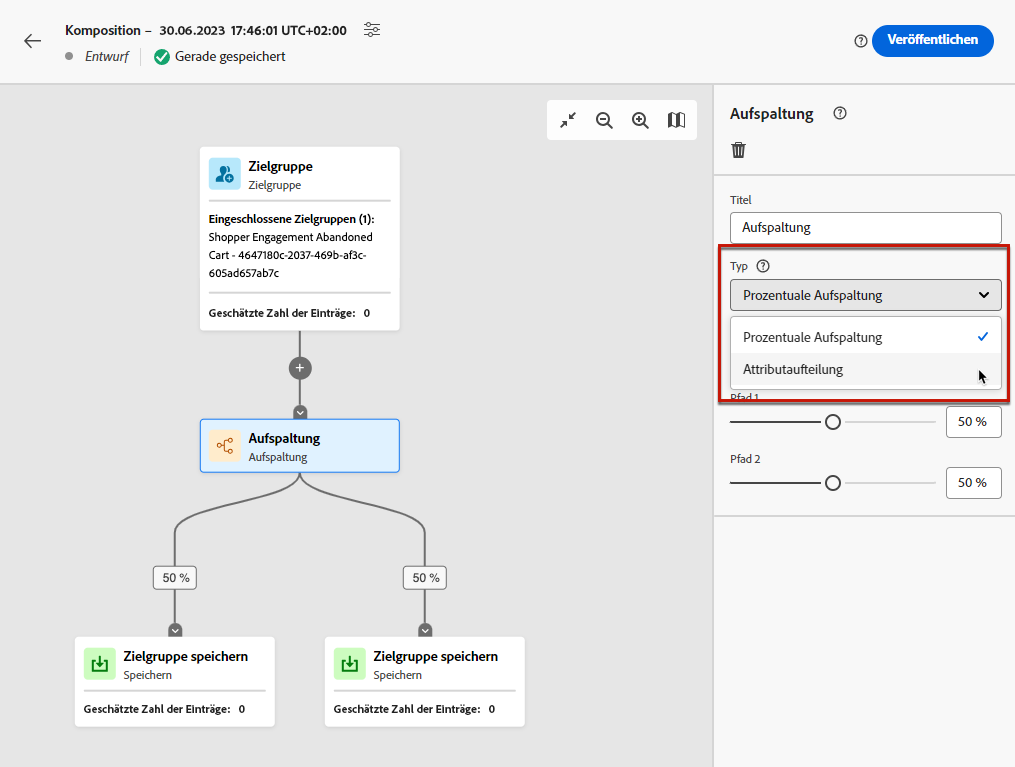 Komposition – 30.06.2023 17:46:01 UTC+02:00
Entwurf
Gerade gespeichert
Veröffentlichen
Zielgruppe
Zielgruppe
Eingeschlossene Zielgruppen (1):
Shopper Engagement Abandoned
Cart - 4647180c-2037-469b-af3c-
605ad657ab7c
Geschätzte Zahl der Einträge: 0
Aufspaltung
Aufspaltung
50 %
50 %
Zielgruppe speichern
Speichern
Geschätzte Zahl der Einträge: 0
Zielgruppe speichern
Speichern
Geschätzte Zahl der Einträge: 0
Aufspaltung
Titel
Aufspaltung
Typ
Prozentuale Aufspaltung
Prozentuale Aufspaltung
Attributaufteilung
Pfad 1
50 %
Pfad 2
50 %